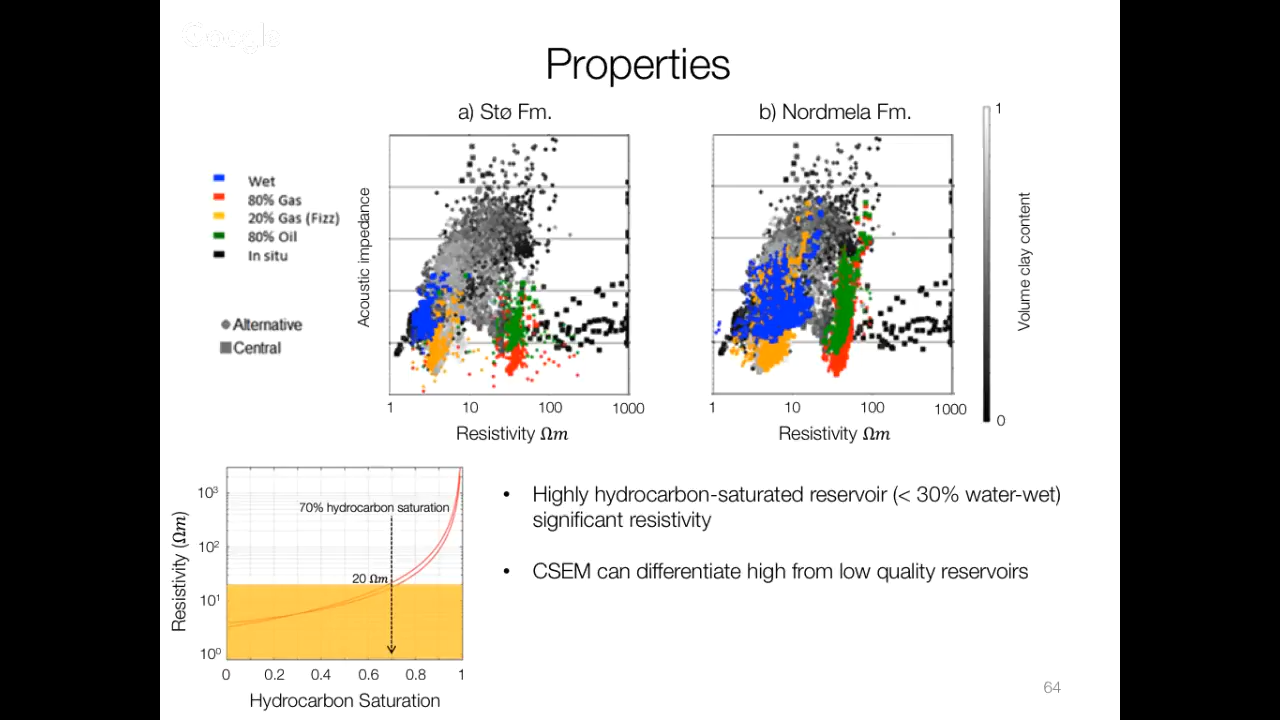 Google
Properties
a) Stø Fm.
b) Nordmela Fm.
Wet
80% Gas
20% Gas (Fizz)
80% Oil
In situ
Alternative
Central
Acoustic impedance
1 10 100 1000
Resistivity Ωm
1 10 100 1000
Resistivity Ωm
1
0
Volume clay content
Resistivity (Ωm)
10³
10²
10¹
10⁰
70% hydrocarbon saturation
20 Ωm
0 0.2 0.4 0.6 0.8 1
Hydrocarbon Saturation
• Highly hydrocarbon-saturated reservoir (< 30% water-wet)
significant resistivity
• CSEM can differentiate high from low quality reservoirs
64